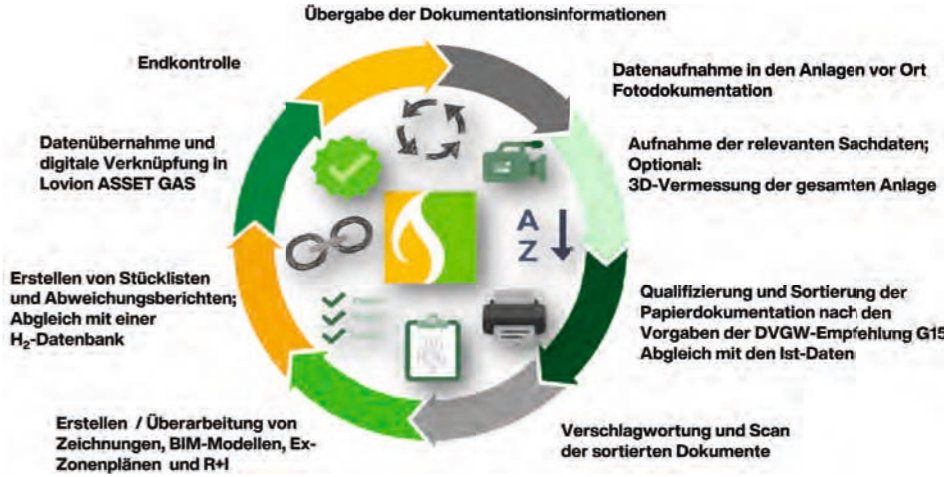 Übergabe der Dokumentationsinformationen
Datenaufnahme in den Anlagen vor Ort
Fotodokumentation
Aufnahme der relevanten Sachdaten;
Optional:
3D-Vermessung der gesamten Anlage
Qualifizierung und Sortierung der
Papierdokumentation nach den
Vorgaben der DVGW-Empfehlung G15
Abgleich mit den Ist-Daten
Verschlagwortung und Scan
der sortierten Dokumente
Erstellen / Überarbeitung von
Zeichnungen, BIM-Modellen, Ex-
Zonenplänen und R+I
Erstellen von Stücklisten
und Abweichungsberichten;
Abgleich mit einer
H₂-Datenbank
Datenübernahme und
digitale Verknüpfung in
Lovion ASSET GAS
Endkontrolle
A
Z